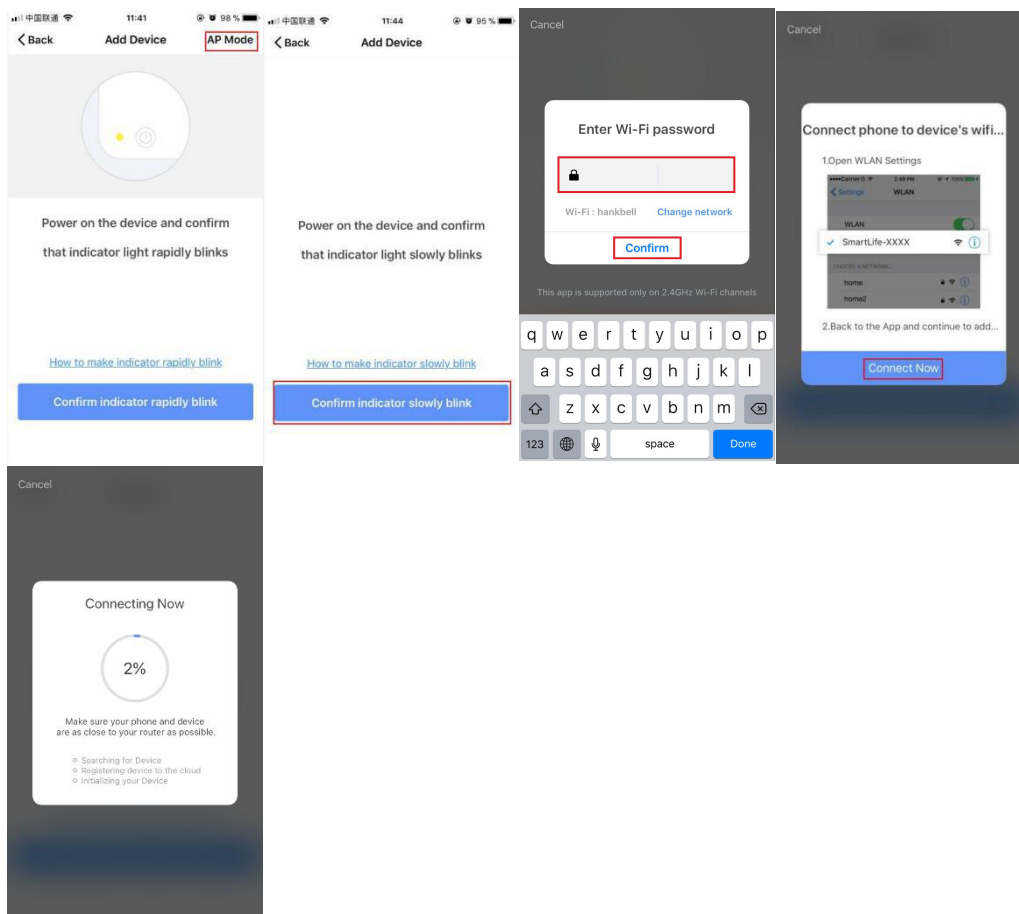 中国联通 11:41 98 %
Back Add Device AP Mode
Power on the device and confirm
that indicator light rapidly blinks
How to make indicator rapidly blink
Confirm indicator rapidly blink
中国联通 11:44 95 %
Back Add Device
Power on the device and confirm
that indicator light slowly blinks
How to make indicator slowly blink
Confirm indicator slowly blink
Cancel
Enter Wi-Fi password
Wi-Fi : hankbell Change network
Confirm
This app is supported only on 2.4GHz Wi-Fi channels
q w e r t y u i o p
a s d f g h j k l
z x c v b n m
123 space Done
Cancel
Connect phone to device's wifi...
1.Open WLAN Settings
Carrier 2:49 PM 100%
Settings WLAN
WLAN
SmartLife-XXXX
CHOOSE A NETWORK...
home
home2
2.Back to the App and continue to add...
Connect Now
Cancel
Connecting Now
2%
Make sure your phone and device
are as close to your router as possible.
Searching for Device
Registering device to the cloud
Initializing your Device